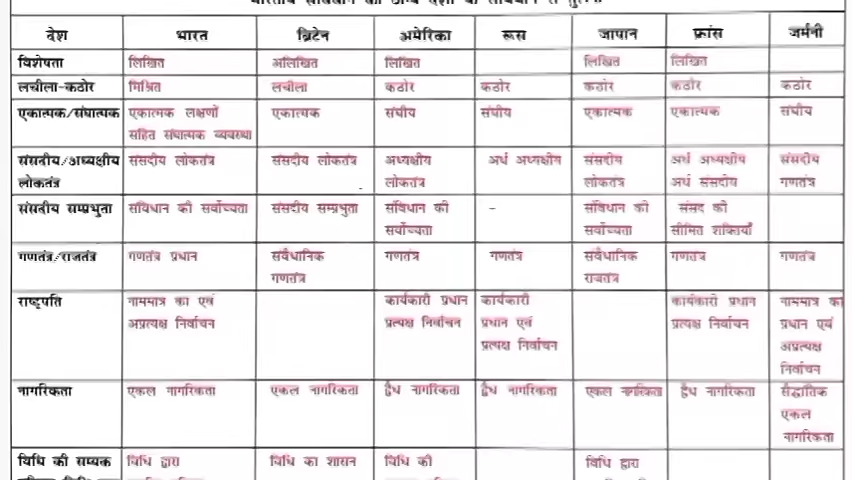 देश भारत ब्रिटेन अमेरिका रूस जापान फ्रांस जर्मनी
विशेषता लिखित अलिखित लिखित लिखित लिखित
लचीला-कठोर मिश्रित लचीला कठोर कठोर कठोर कठोर कठोर
एकात्मक/संघात्मक एकात्मक लक्षणों एकात्मक संघीय संघीय एकात्मक एकात्मक संघीय
सहित संघात्मक व्यवस्था
संसदीय/अध्यक्षीय संसदीय लोकतंत्र संसदीय लोकतंत्र अध्यक्षीय अर्ध अध्यक्षीय संसदीय अर्ध अध्यक्षीय संसदीय
लोकतंत्र लोकतंत्र लोकतंत्र अर्ध संसदीय गणतंत्र
संसदीय सम्प्रभुता संविधान की सर्वोच्चता संसदीय सम्प्रभुता संविधान की - संविधान की संसद की
सर्वोच्यता सर्वोच्यता सीमित शक्तियाँ
गणतंत्र/राजतंत्र गणतंत्र प्रधान संवैधानिक गणतंत्र गणतंत्र संवैधानिक गणतंत्र गणतंत्र
गणतंत्र राजतंत्र
राष्ट्रपति नाममात्र का एवं कार्यकारी प्रधान कार्यकारी कार्यकारी प्रधान नाममात्र का
अप्रत्यक्ष निर्वाचन प्रत्यक्ष निर्वाचन प्रधान एवं प्रत्यक्ष निर्वाचन प्रधान एवं
प्रत्यक्ष निर्वाचन अप्रत्यक्ष
निर्वाचन
नागरिकता एकल नागरिकता एकल नागरिकता द्वैध नागरिकता द्वैध नागरिकता एकल नागरिकता द्वैध नागरिकता सैद्धांतिक
एकल
नागरिकता
विधि की सम्यक विधि द्वारा विधि का शासन विधि की विधि द्वारा